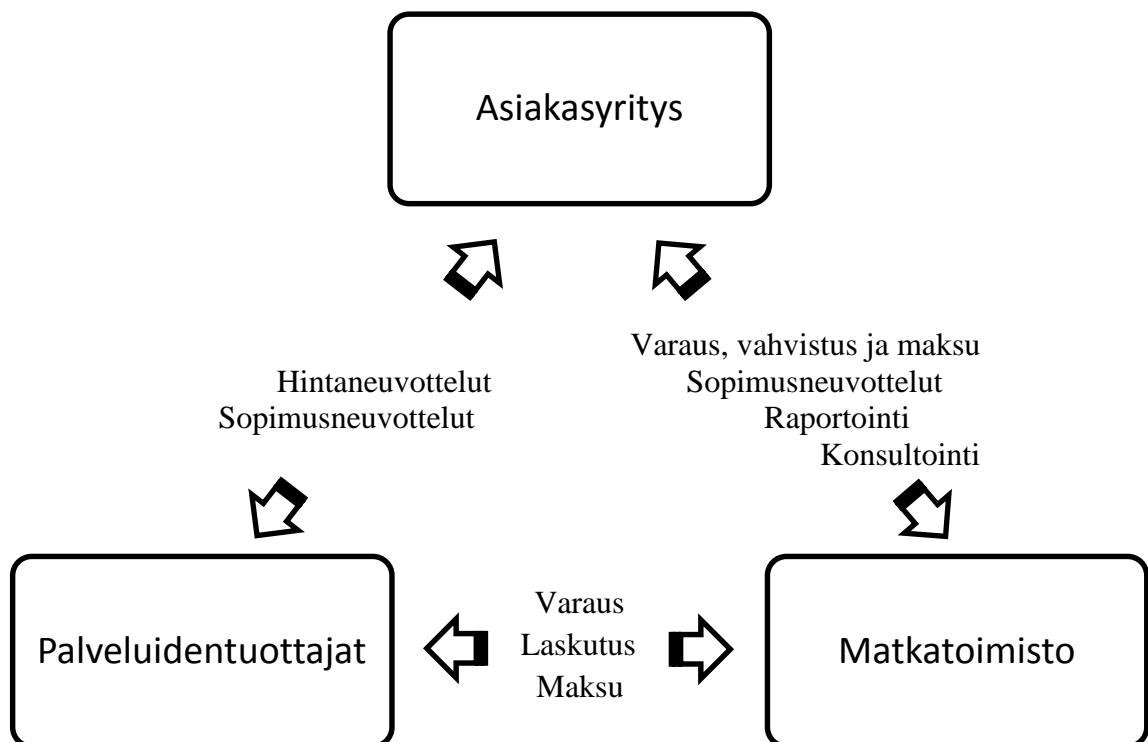 Asiakasyritys
Hintaneuvottelut
Sopimusneuvottelut
Varaus, vahvistus ja maksu
Sopimusneuvottelut
Raportointi
Konsultointi
Palveluidentuottajat
Varaus
Laskutus
Maksu
Matkatoimisto